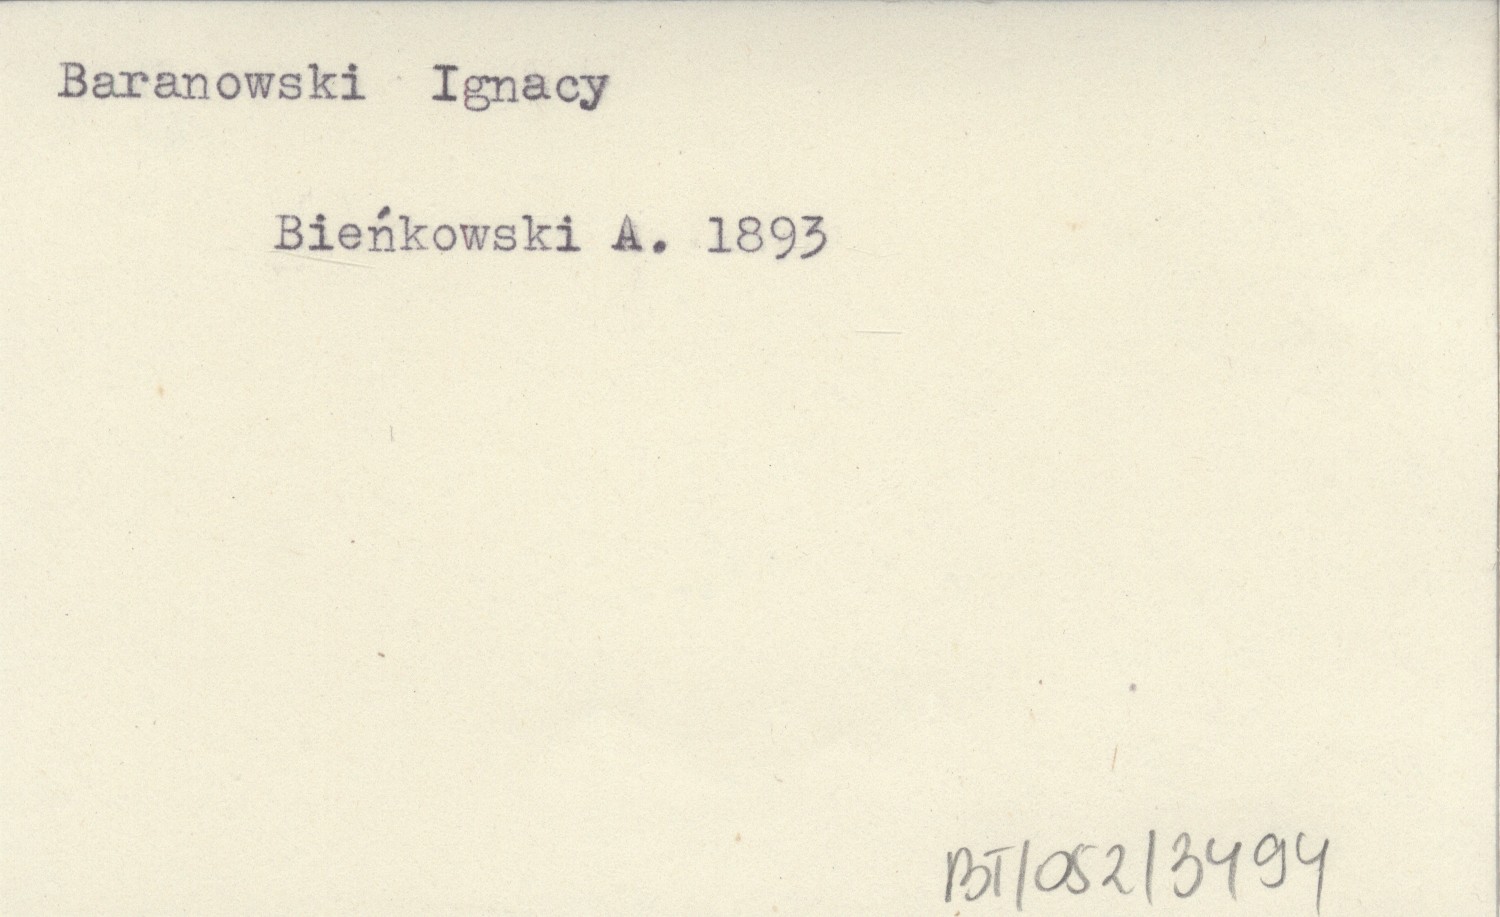 Baranowski Ignacy
Bieńkowski A. 1893
BT/052/3494